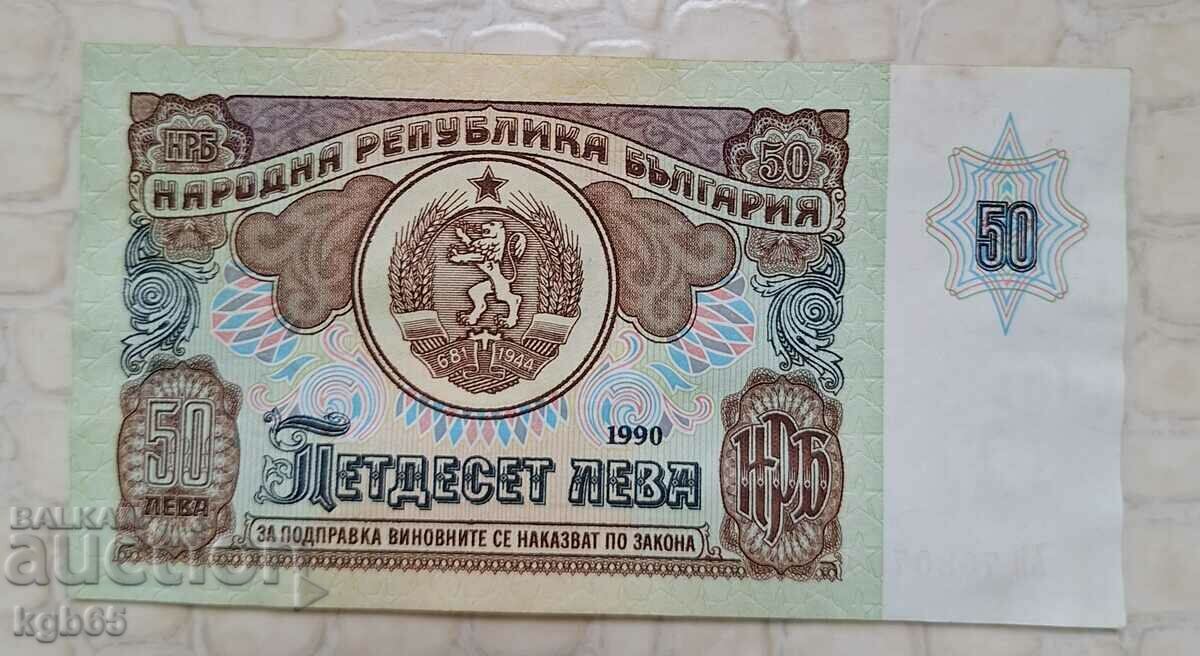 НРБ
НАРОДНА РЕПУБЛИКА БЪЛГАРИЯ
50
50
681 1944
1990
ПЕТДЕСЕТ ЛЕВА
50
ЛЕВА
НРБ
ЗА ПОДПРАВКА ВИНОВНИТЕ СЕ НАКАЗВАТ ПО ЗАКОНА
BALKAN
auction
kgb65